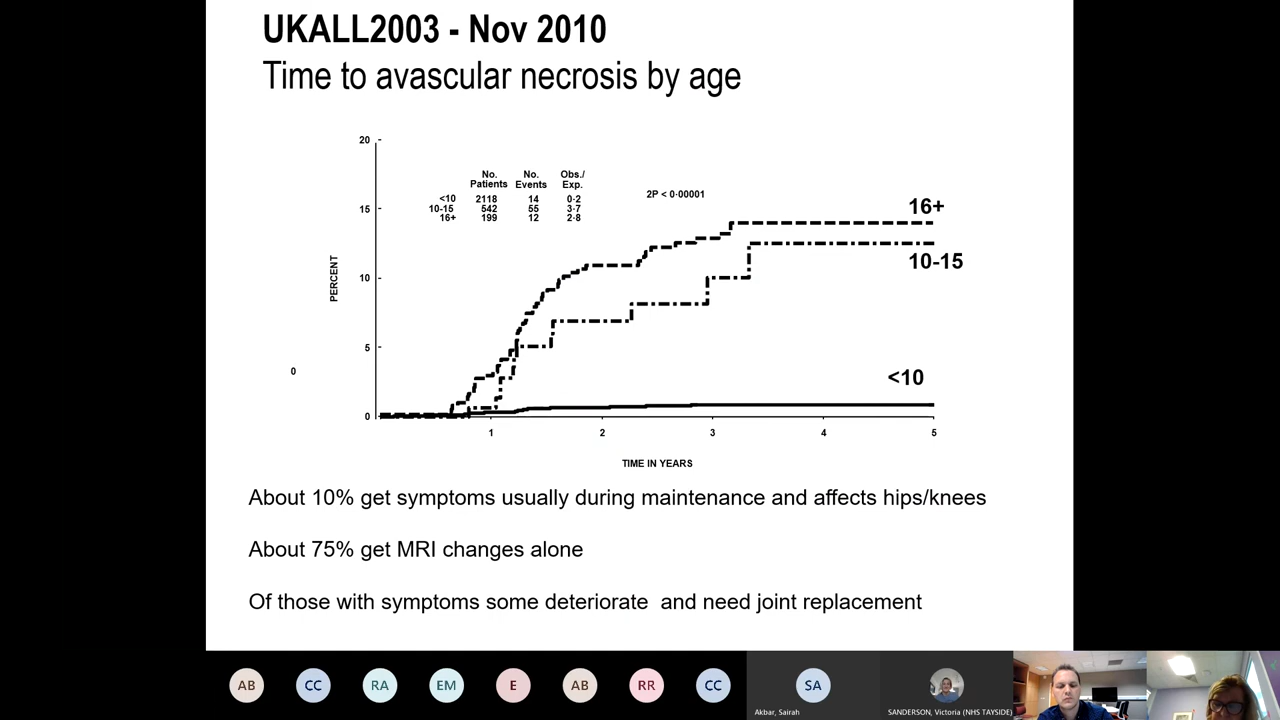 UKALL2003 - Nov 2010
Time to avascular necrosis by age
20
15
10
5
0
0
PERCENT
No. Patients No. Events Obs./ Exp.
<10 2118 14 0·2
10-15 542 55 3·7
16+ 199 12 2·8
2P < 0·00001
16+
10-15
<10
1 2 3 4 5
TIME IN YEARS
About 10% get symptoms usually during maintenance and affects hips/knees
About 75% get MRI changes alone
Of those with symptoms some deteriorate and need joint replacement
AB CC RA EM E AB RR CC SA
Akbar, Sairah
SANDERSON, Victoria (NHS TAYSIDE)